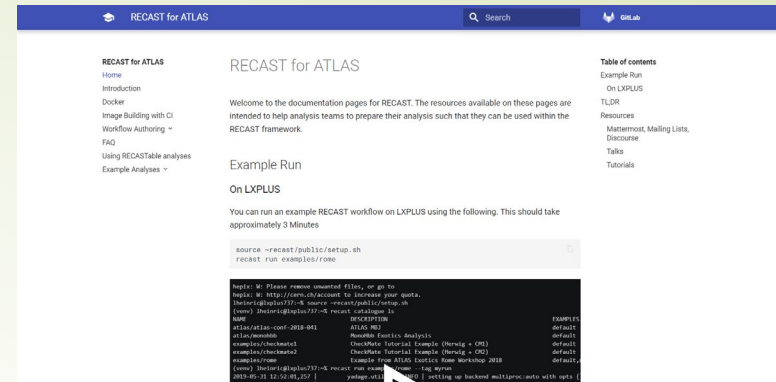 RECAST for ATLAS
Search
GitLab
RECAST for ATLAS
Home
Introduction
Docker
Image Building with CI
Workflow Authoring
FAQ
Using RECASTable analyses
Example Analyses
RECAST for ATLAS
Welcome to the documentation pages for RECAST. The resources available on these pages are
intended to help analysis teams to prepare their analysis such that they can be used within the
RECAST framework.
Example Run
On LXPLUS
You can run an example RECAST workflow on LXPLUS using the following. This should take
approximately 3 Minutes
source ~recast/public/setup.sh
recast run examples/rome
hepix: W: Please remove unwanted files, or go to
hepix: W: http://cern.ch/account to increase your quota.
lheinric@lxplus737:~% source ~recast/public/setup.sh
(venv) lheinric@lxplus737:~% recast catalogue ls
NAME DESCRIPTION EXAMPLES
atlas/atlas-conf-2018-041 ATLAS MBJ default
atlas/monohbb MonoHbb Exotics Analysis default
examples/checkmate1 CheckMate Tutorial Example (Herwig + CM1) default
examples/checkmate2 CheckMate Tutorial Example (Herwig + CM2) default
examples/rome Example from ATLAS Exotics Rome Workshop 2018 default,
(venv) lheinric@lxplus737:~% recast run examples/rome --tag myrun
2019-05-31 12:52:01,257 | yadage.util INFO | setting up backend multiproc:auto with opts {
Table of contents
Example Run
On LXPLUS
TL;DR
Resources
Mattermost, Mailing Lists,
Discourse
Talks
Tutorials